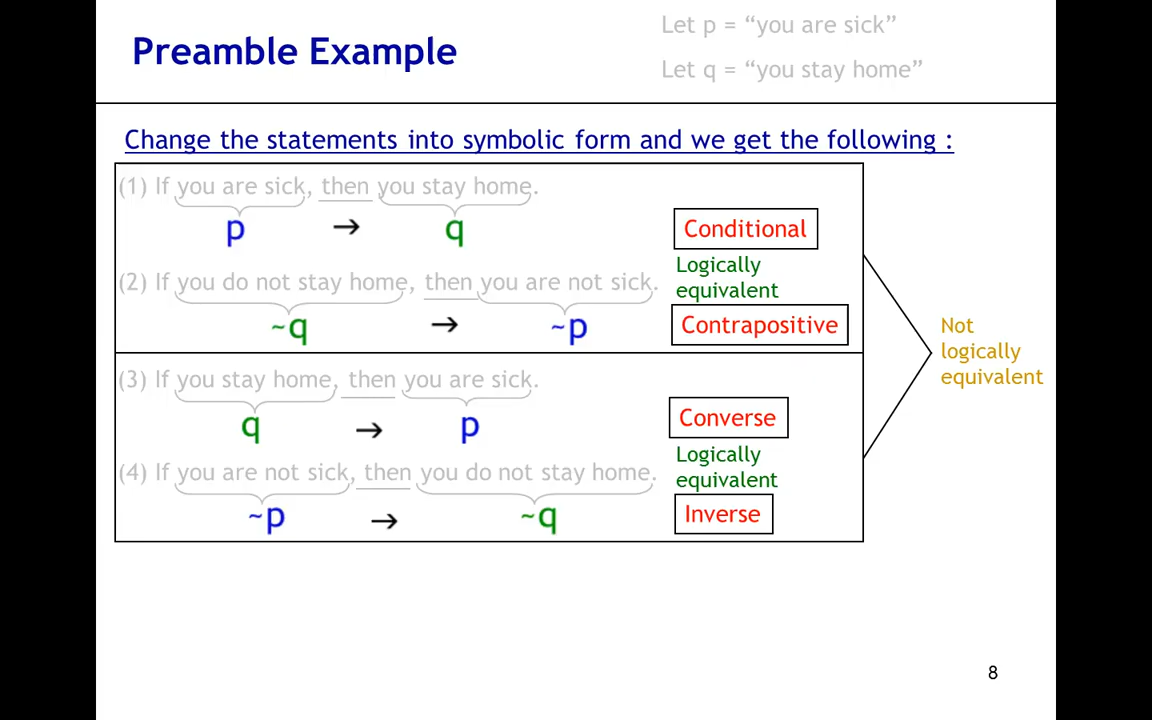 Preamble Example
Let p = “you are sick”
Let q = “you stay home”
Change the statements into symbolic form and we get the following :
(1) If you are sick, then you stay home.
p → q
Conditional
Logically
equivalent
(2) If you do not stay home, then you are not sick.
~q → ~p
Contrapositive
(3) If you stay home, then you are sick.
q → p
Converse
Logically
equivalent
(4) If you are not sick, then you do not stay home.
~p → ~q
Inverse
Not
logically
equivalent
8